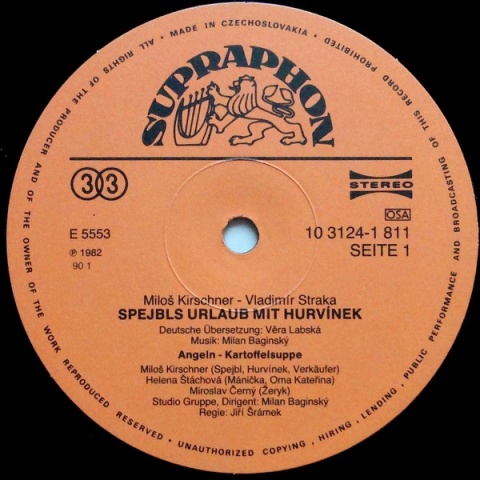 • MADE IN CZECHOSLOVAKIA • ALL RIGHTS OF THE PRODUCER AND OF THE OWNER OF THE WORK REPRODUCED RESERVED • UNAUTHORIZED COPYING, HIRING, LENDING, PUBLIC PERFORMANCE AND BROADCASTING OF THIS RECORD PROHIBITED
SUPRAPHON
33
STEREO
OSA
E 5553
10 3124-1 811
℗ 1982
SEITE 1
90 1
Miloš Kirschner - Vladimír Straka
SPEJBLS URLAUB MIT HURVÍNEK
Deutsche Übersetzung: Věra Labská
Musik: Milan Baginský
Angeln - Kartoffelsuppe
Miloš Kirschner (Spejbl, Hurvínek, Verkäufer)
Helena Štáchová (Mánička, Oma Kateřina)
Miroslav Černý (Žeryk)
Studio Gruppe, Dirigent: Milan Baginský
Regie: Jiří Šrámek